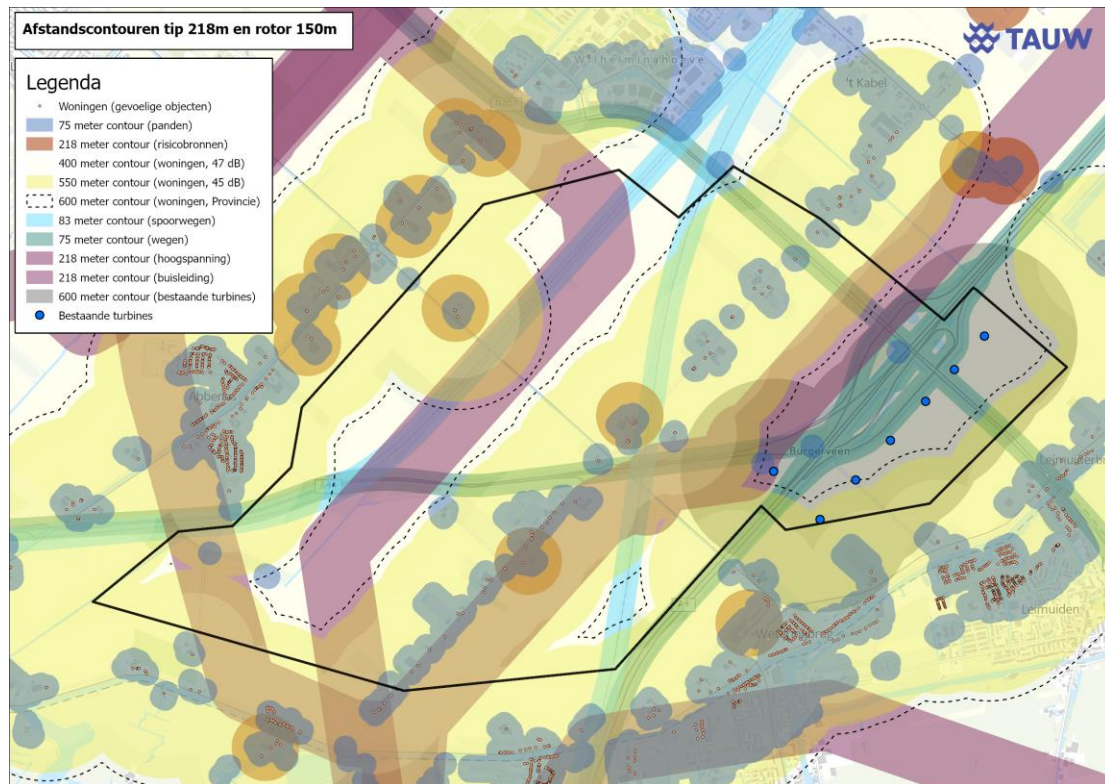 Afstandscontouren tip 218m en rotor 150m
TAUW
Legenda
Woningen (gevoelige objecten)
75 meter contour (panden)
218 meter contour (risicobronnen)
400 meter contour (woningen, 47 dB)
550 meter contour (woningen, 45 dB)
600 meter contour (woningen, Provincie)
83 meter contour (spoorwegen)
75 meter contour (wegen)
218 meter contour (hoogspanning)
218 meter contour (buisleiding)
600 meter contour (bestaande turbines)
Bestaande turbines
Wilhelminahoeve
't Kabel
Burgerveen
Leimuiden